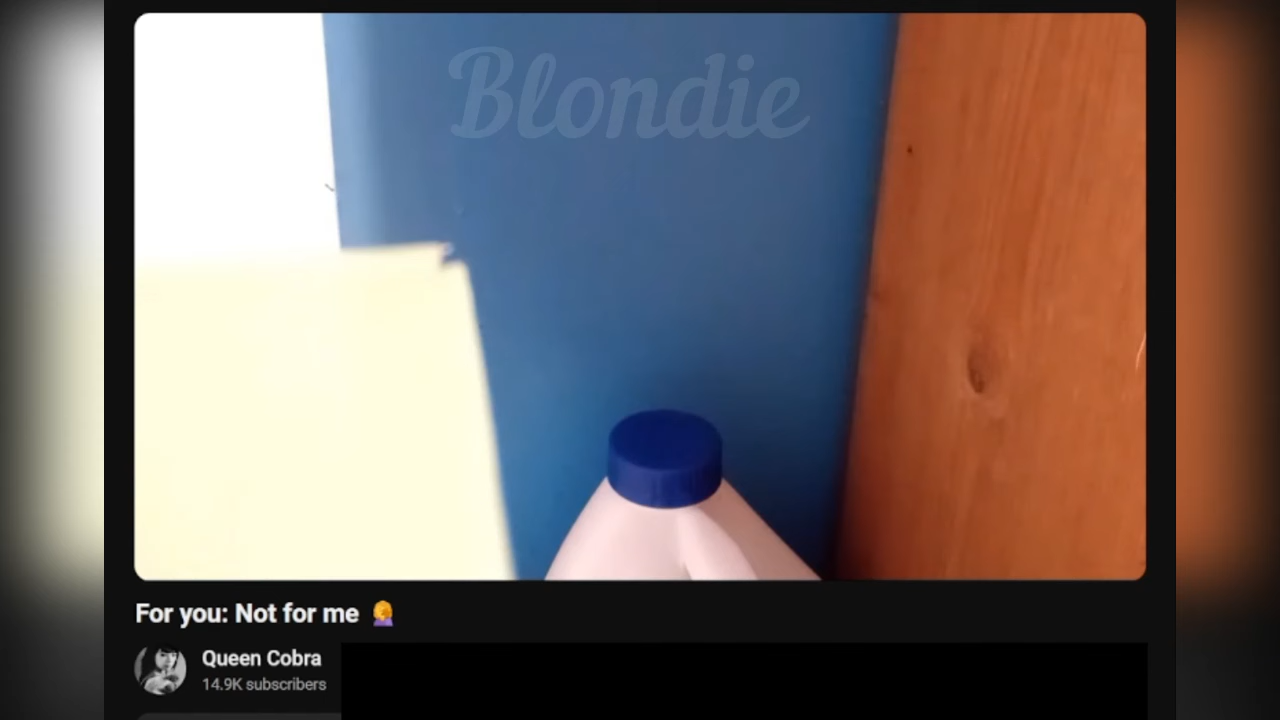 Blondie
For you: Not for me 🤦‍♀️
Queen Cobra
14.9K subscribers